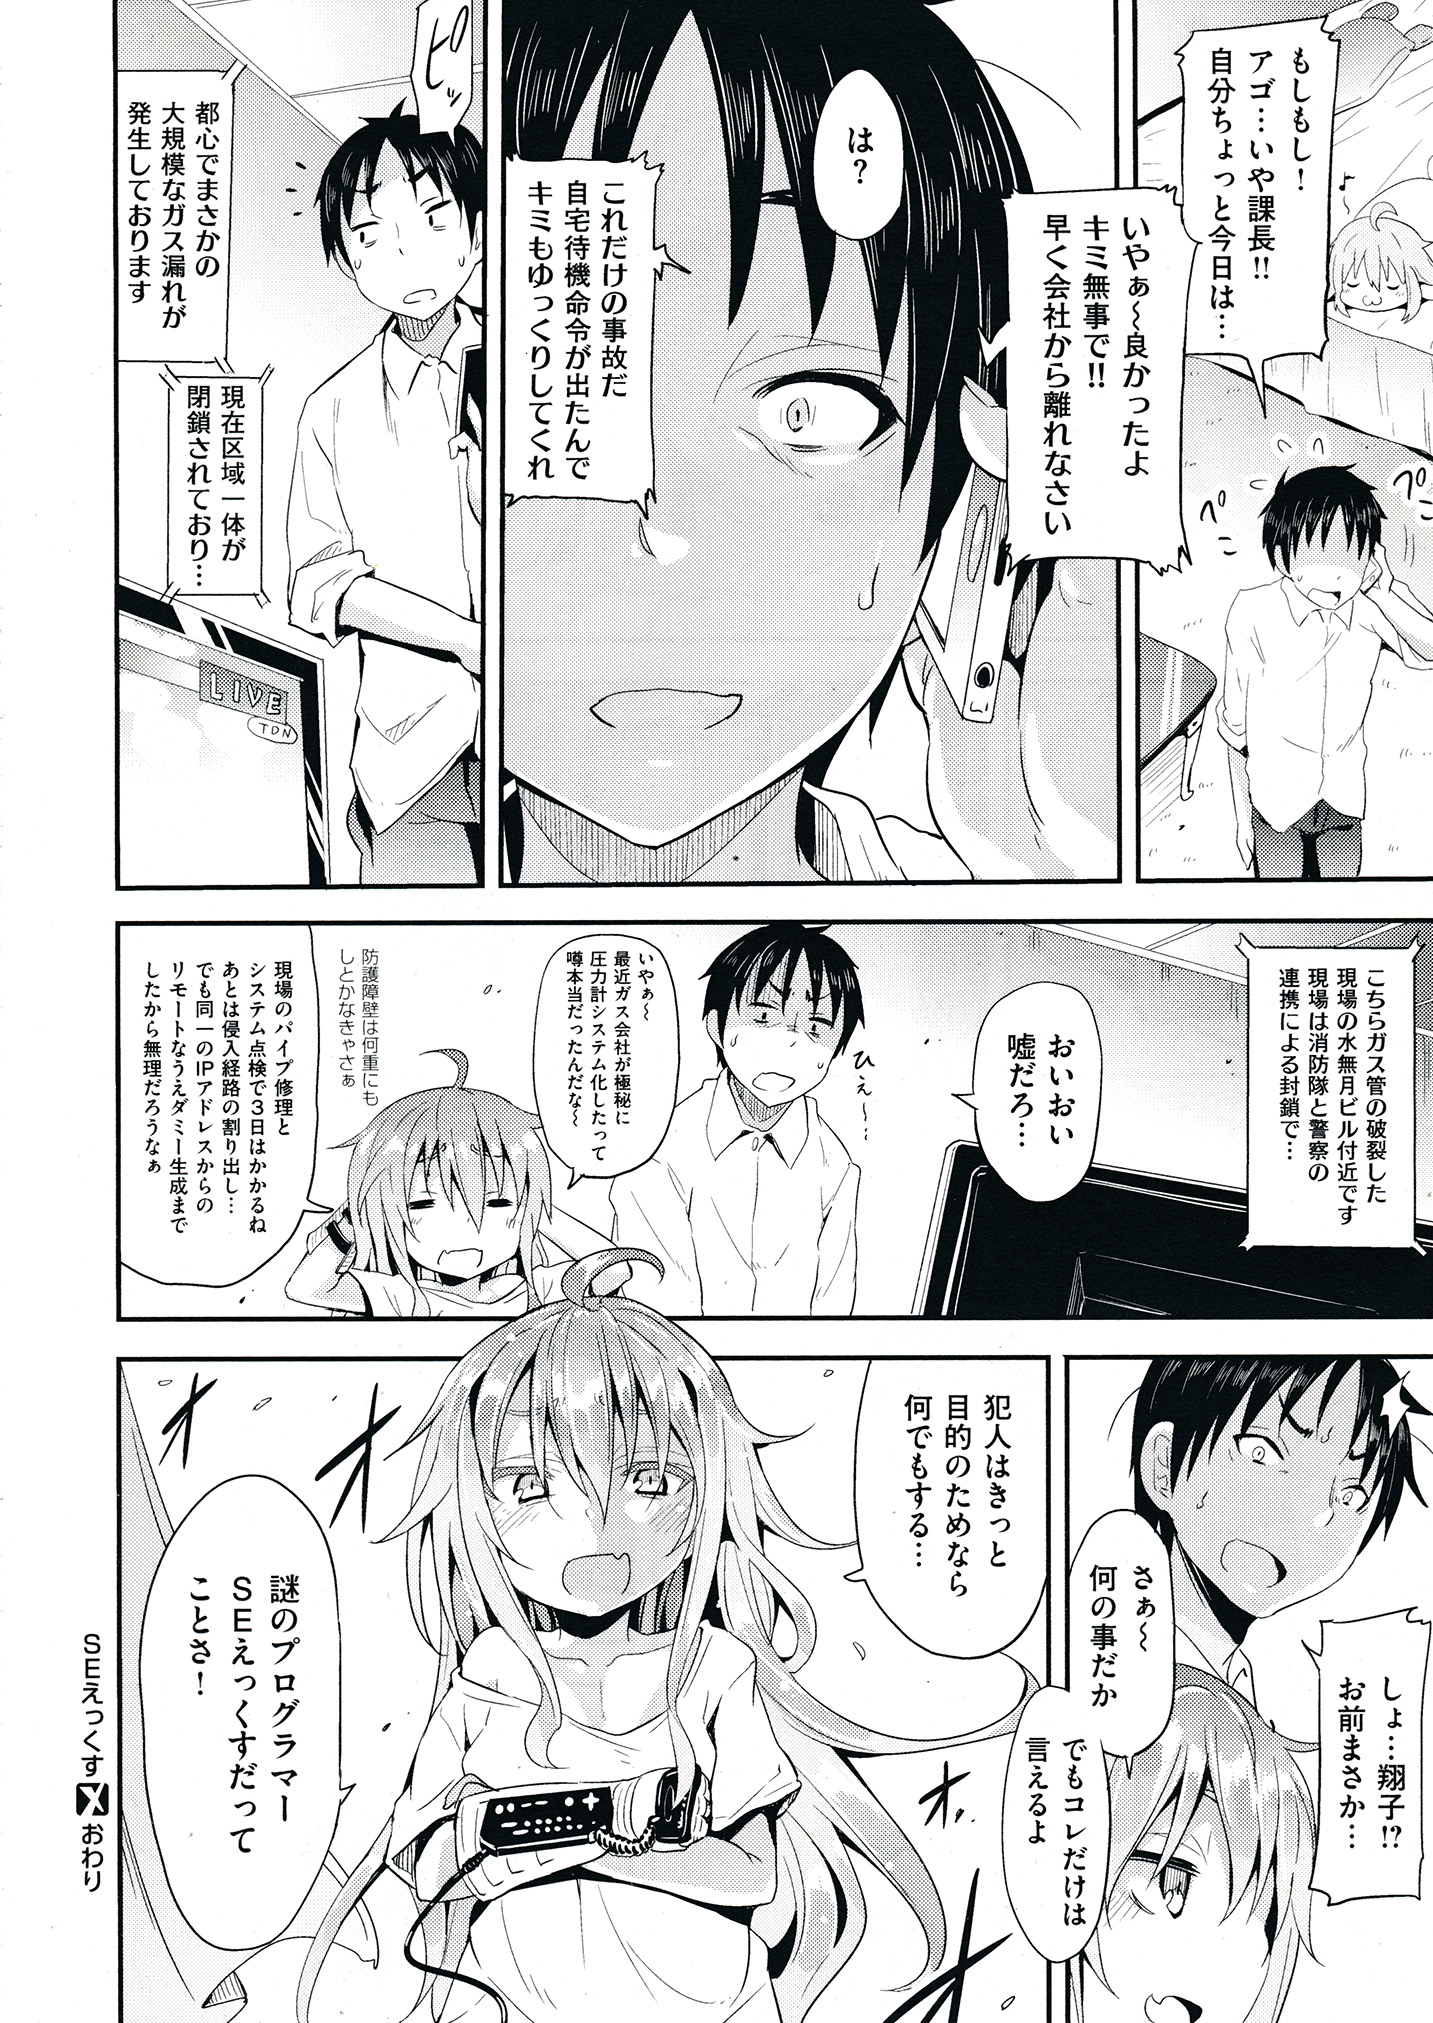 もしもし!
アゴ…いや課長!!
自分ちょっと今日は…
♪
ペコ
ペコ
いやぁ〜良かったよ
キミ無事で!!
早く会社から離れなさい
は?
これだけの事故だ
自宅待機命令が出たんで
キミもゆっくりしてくれ
ピッ
都心でまさかの
大規模なガス漏れが
発生しております
現在区域一体が
閉鎖されており…
LIVE
TDN
こちらガス管の破裂した
現場の水無月ビル付近です
現場は消防隊と警察の
連携による封鎖で…
おいおい
嘘だろ…
ひぇ〜…
いやぁ〜
最近ガス会社が極秘に
圧力計システム化したって
噂本当だったんだな〜
防護障壁は何重にも
しとかなきゃさぁ
現場のパイプ修理と
システム点検で3日はかかるね
あとは侵入経路の割り出し…
でも同一のIPアドレスからの
リモートなうえダミー生成まで
したから無理だろうなぁ
しょ…翔子!?
お前まさか…
さぁ〜
何の事だか
でもコレだけは
言えるよ
犯人はきっと
目的のためなら
何でもする…
謎のプログラマー
SEえっくすだって
ことさ!
オ
オ
オ
オ
SEえっくす X おわり